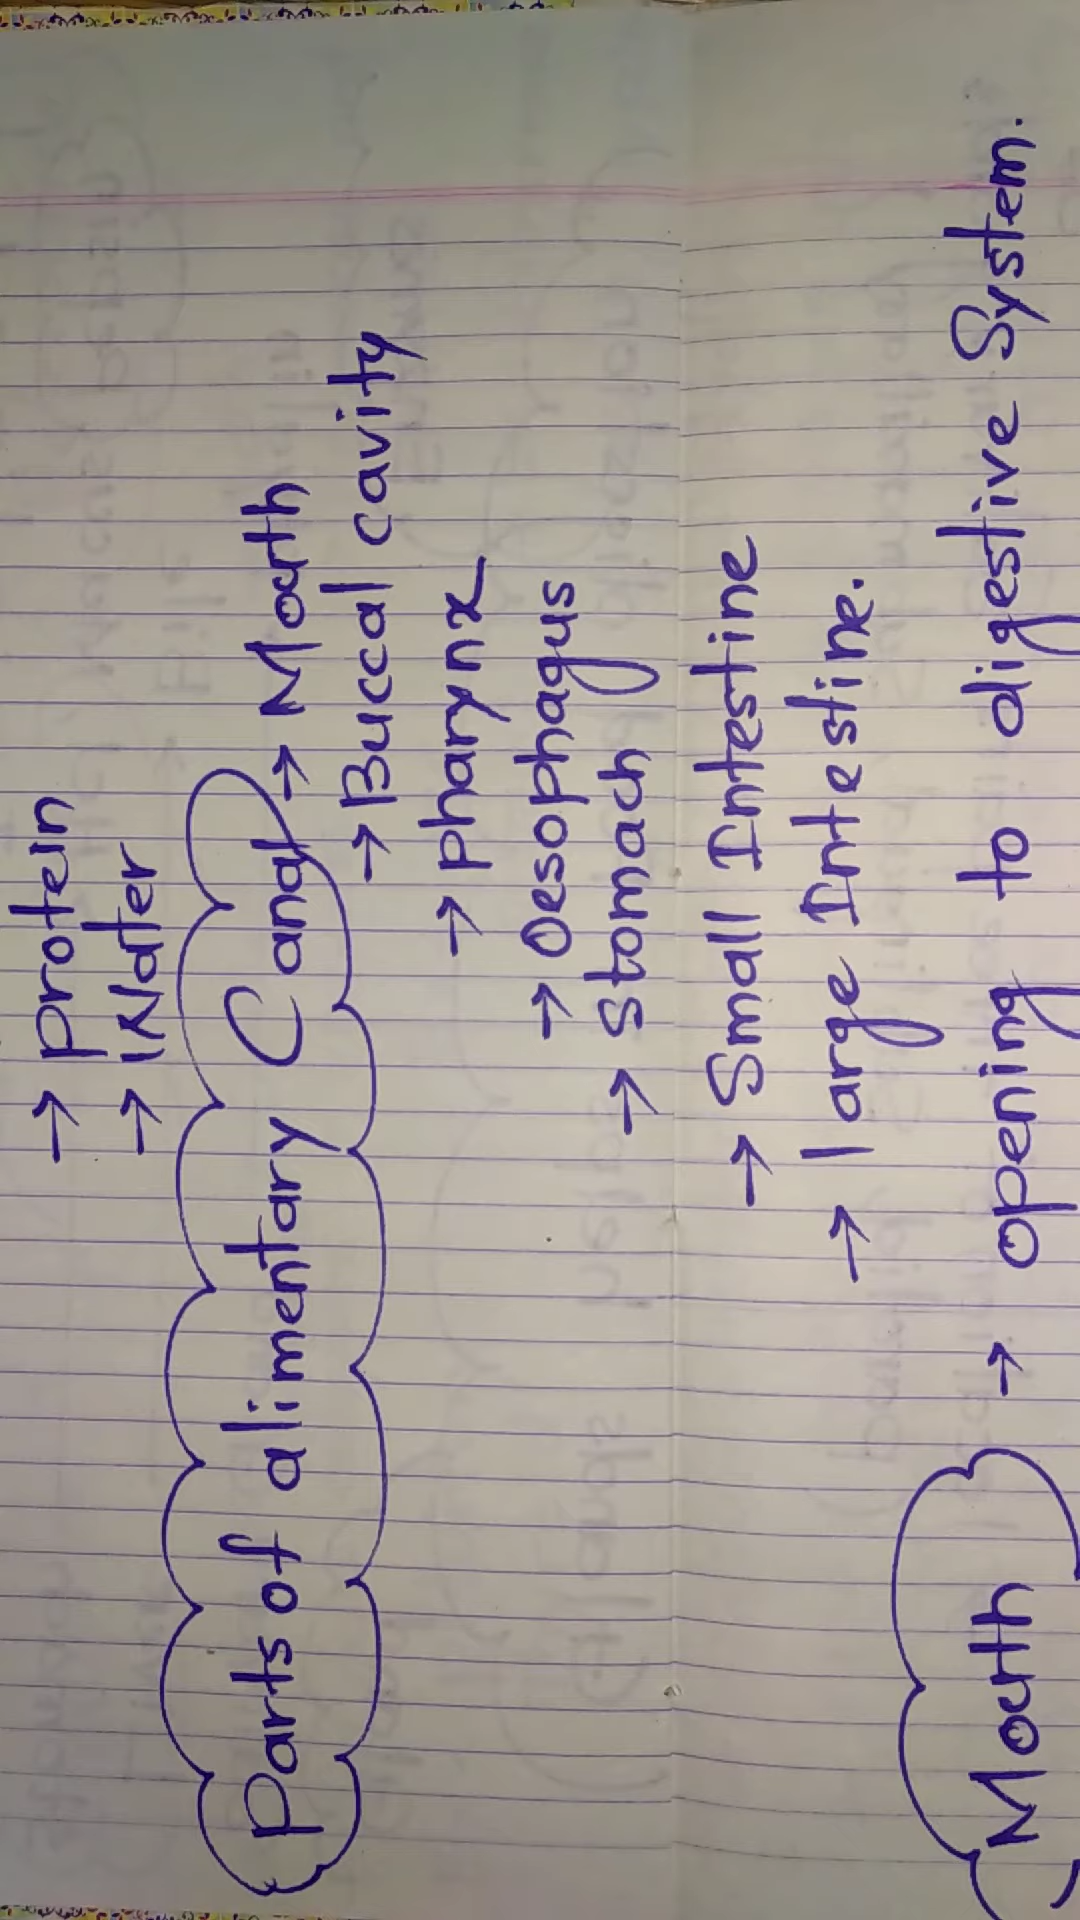 → protein
→ Water
Parts of alimentary Canal → Mouth
→ Buccal cavity
→ pharynx
→ Oesophagus
→ stomach
→ Small Intestine
→ large Intestine.
Mouth → opening to digestive System.